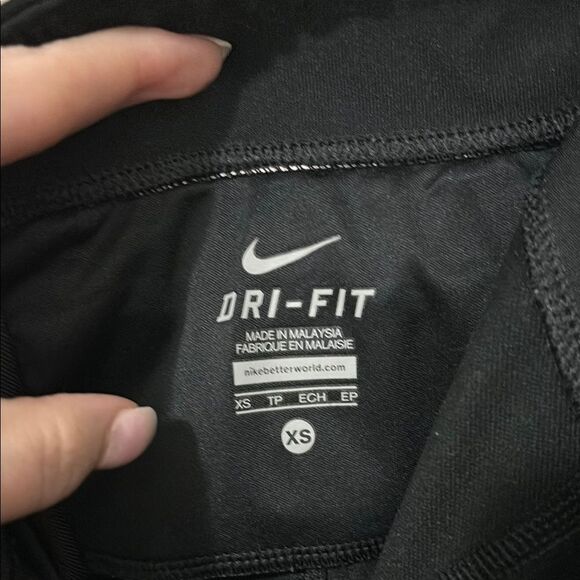 DRI-FIT
MADE IN MALAYSIA
FABRIQUE EN MALAISIE
nikebetterworld.com
XS TP ECH EP
XS